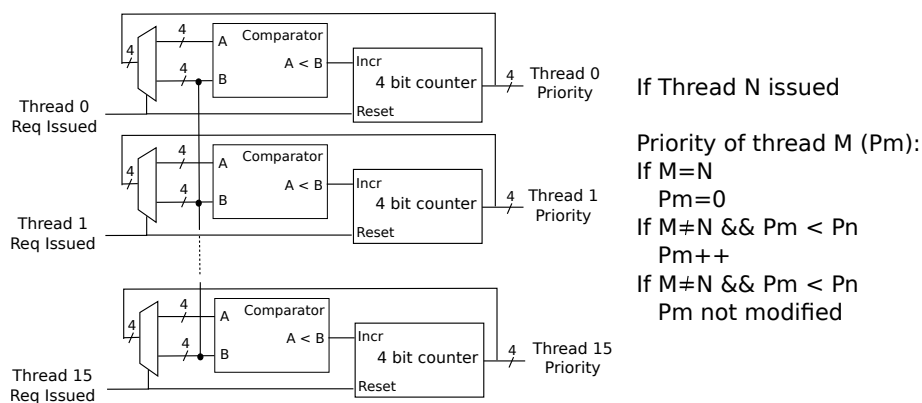 4
4
A
Comparator
A < B
4
B
Incr
4 bit counter
Reset
4
Thread 0
Priority
Thread 0
Req Issued
4
4
A
Comparator
A < B
4
B
Incr
4 bit counter
Reset
4
Thread 1
Priority
Thread 1
Req Issued
4
4
A
Comparator
A < B
4
B
Incr
4 bit counter
Reset
4
Thread 15
Priority
Thread 15
Req Issued
If Thread N issued
Priority of thread M (Pm):
If M=N
Pm=0
If M≠N && Pm < Pn
Pm++
If M≠N && Pm < Pn
Pm not modified